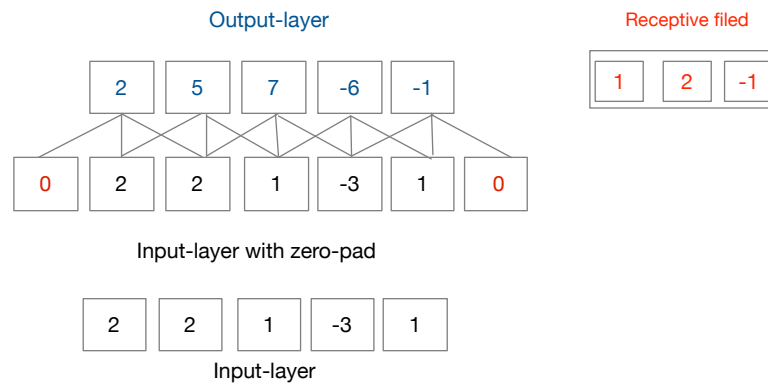 Output-layer
Receptive filed
2 5 7 -6 -1
1 2 -1
0 2 2 1 -3 1 0
Input-layer with zero-pad
2 2 1 -3 1
Input-layer